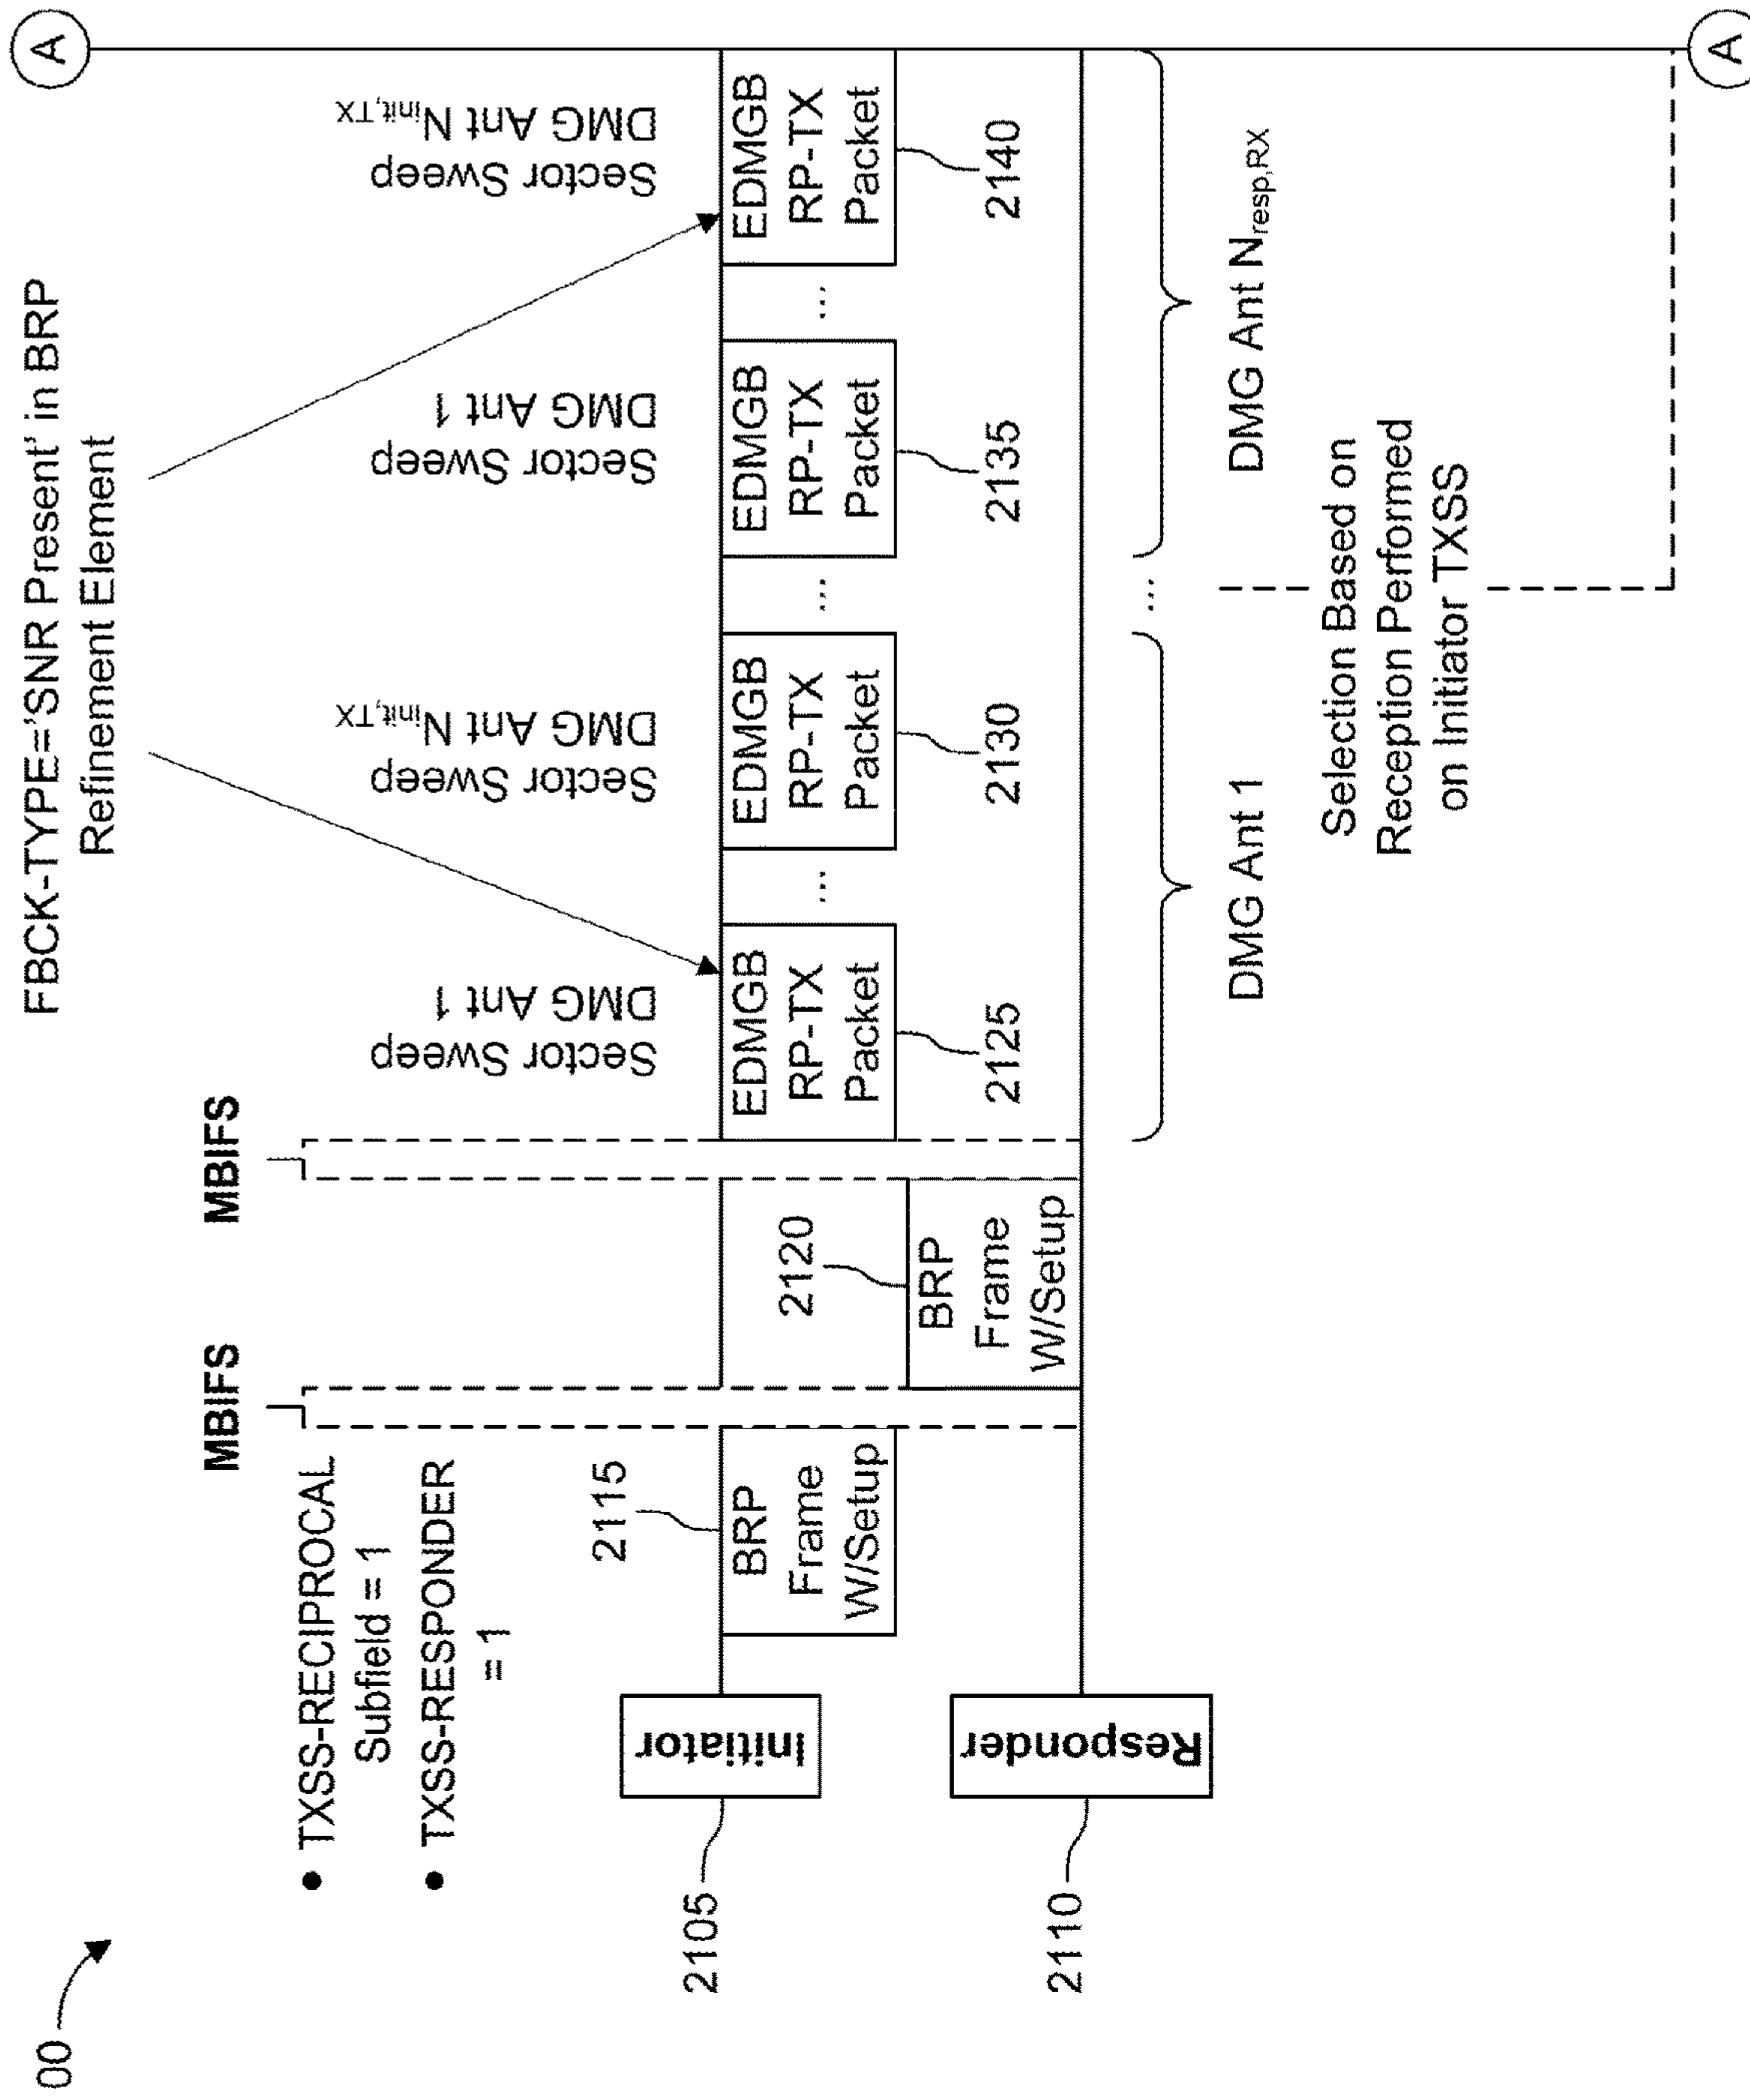 00
FBCK-TYPE='SNR Present' in BRP
Refinement Element
A
MBIFS
MBIFS
• TXSS-RECIPROCAL
Subfield = 1
• TXSS-RESPONDER
= 1
Sector Sweep
DMG Ant 1
Sector Sweep
DMG Ant Ninit,TX
Sector Sweep
DMG Ant 1
Sector Sweep
DMG Ant Ninit,TX
2105
Initiator
2115
BRP
Frame
W/Setup
2120
BRP
Frame
W/Setup
EDMGB
RP-TX
Packet
2125
...
EDMGB
RP-TX
Packet
2130
...
EDMGB
RP-TX
Packet
2135
...
EDMGB
RP-TX
Packet
2140
2110
Responder
DMG Ant 1
...
DMG Ant Nresp,RX
Selection Based on
Reception Performed
on Initiator TXSS
A